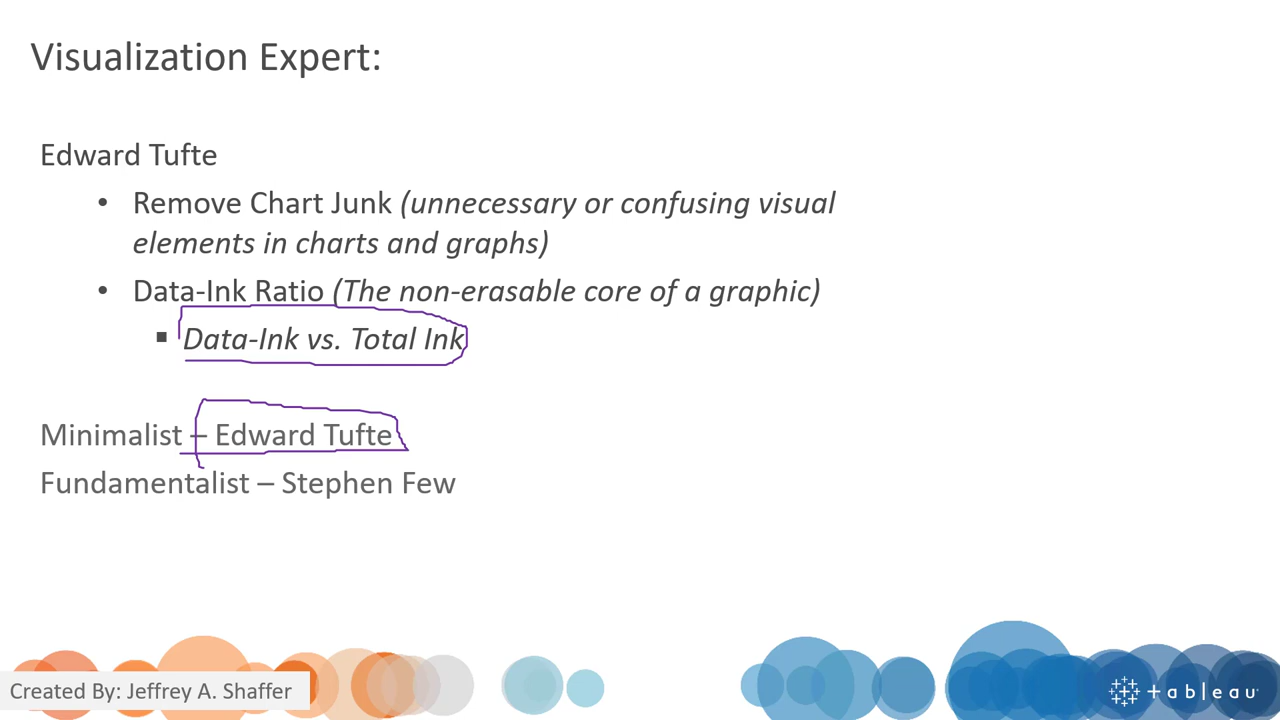 Visualization Expert:
Edward Tufte
• Remove Chart Junk (unnecessary or confusing visual
elements in charts and graphs)
• Data-Ink Ratio (The non-erasable core of a graphic)
▪ Data-Ink vs. Total Ink
Minimalist – Edward Tufte
Fundamentalist – Stephen Few
Created By: Jeffrey A. Shaffer
tableau